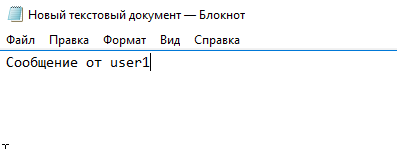 Новый текстовый документ — Блокнот
Файл Правка Формат Вид Справка
Сообщение от user1